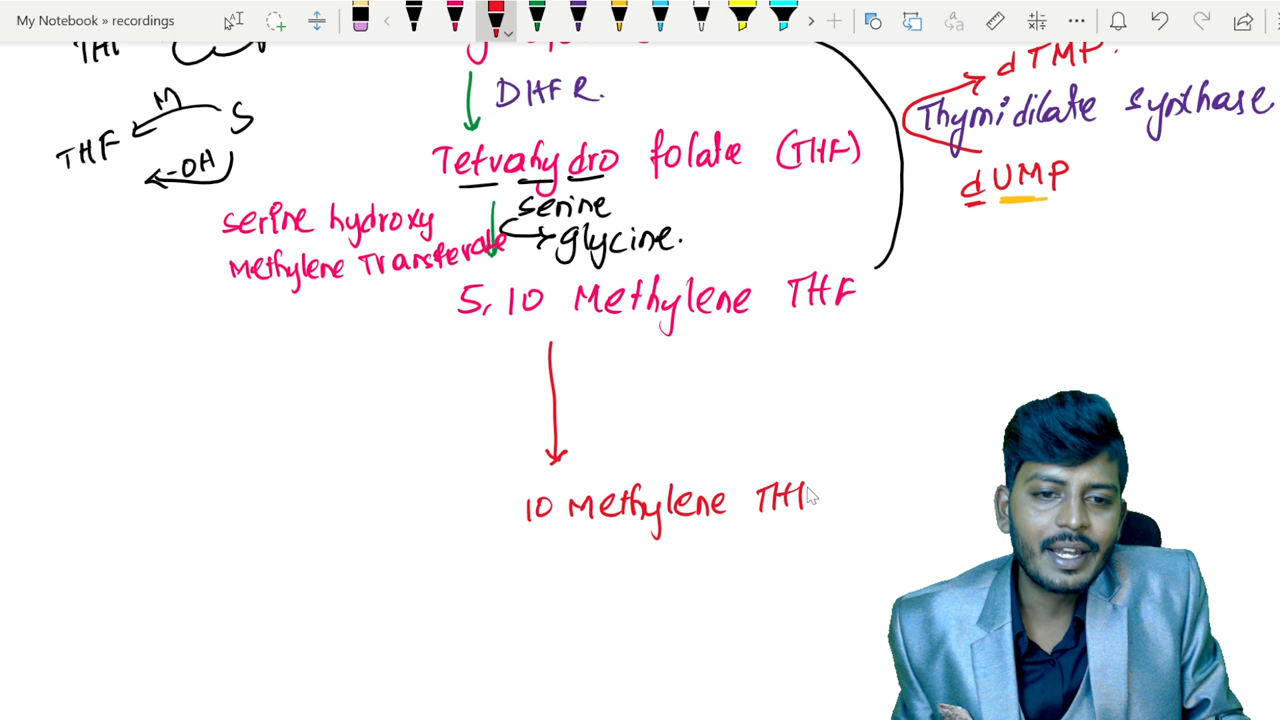 My Notebook » recordings
THF
THF M S
-OH
DHFR.
Tetrahydro folate (THF)
serine hydroxy
Methylene Transferate
serine
glycine.
5, 10 Methylene THF
10 Methylene THF
dTMP.
Thymidilate synthase
dUMP